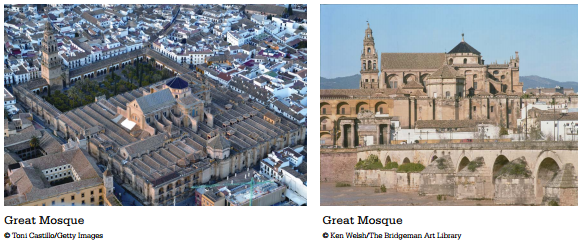 Great Mosque
© Toni Castillo/Getty Images
Great Mosque
© Ken Welsh/The Bridgeman Art Library